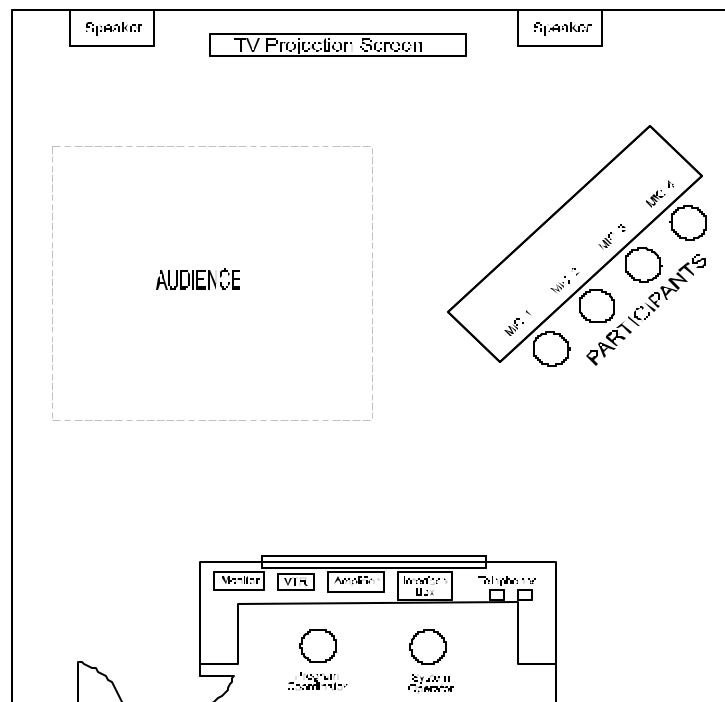 Speaker
Speaker
TV Projection Screen
AUDIENCE
MIC 1
MIC 2
MIC 3
MIC 4
PARTICIPANTS
Monitor
VTR
Amplifier
Interface
Box
Telephones
Program
Coordinator
System
Operator